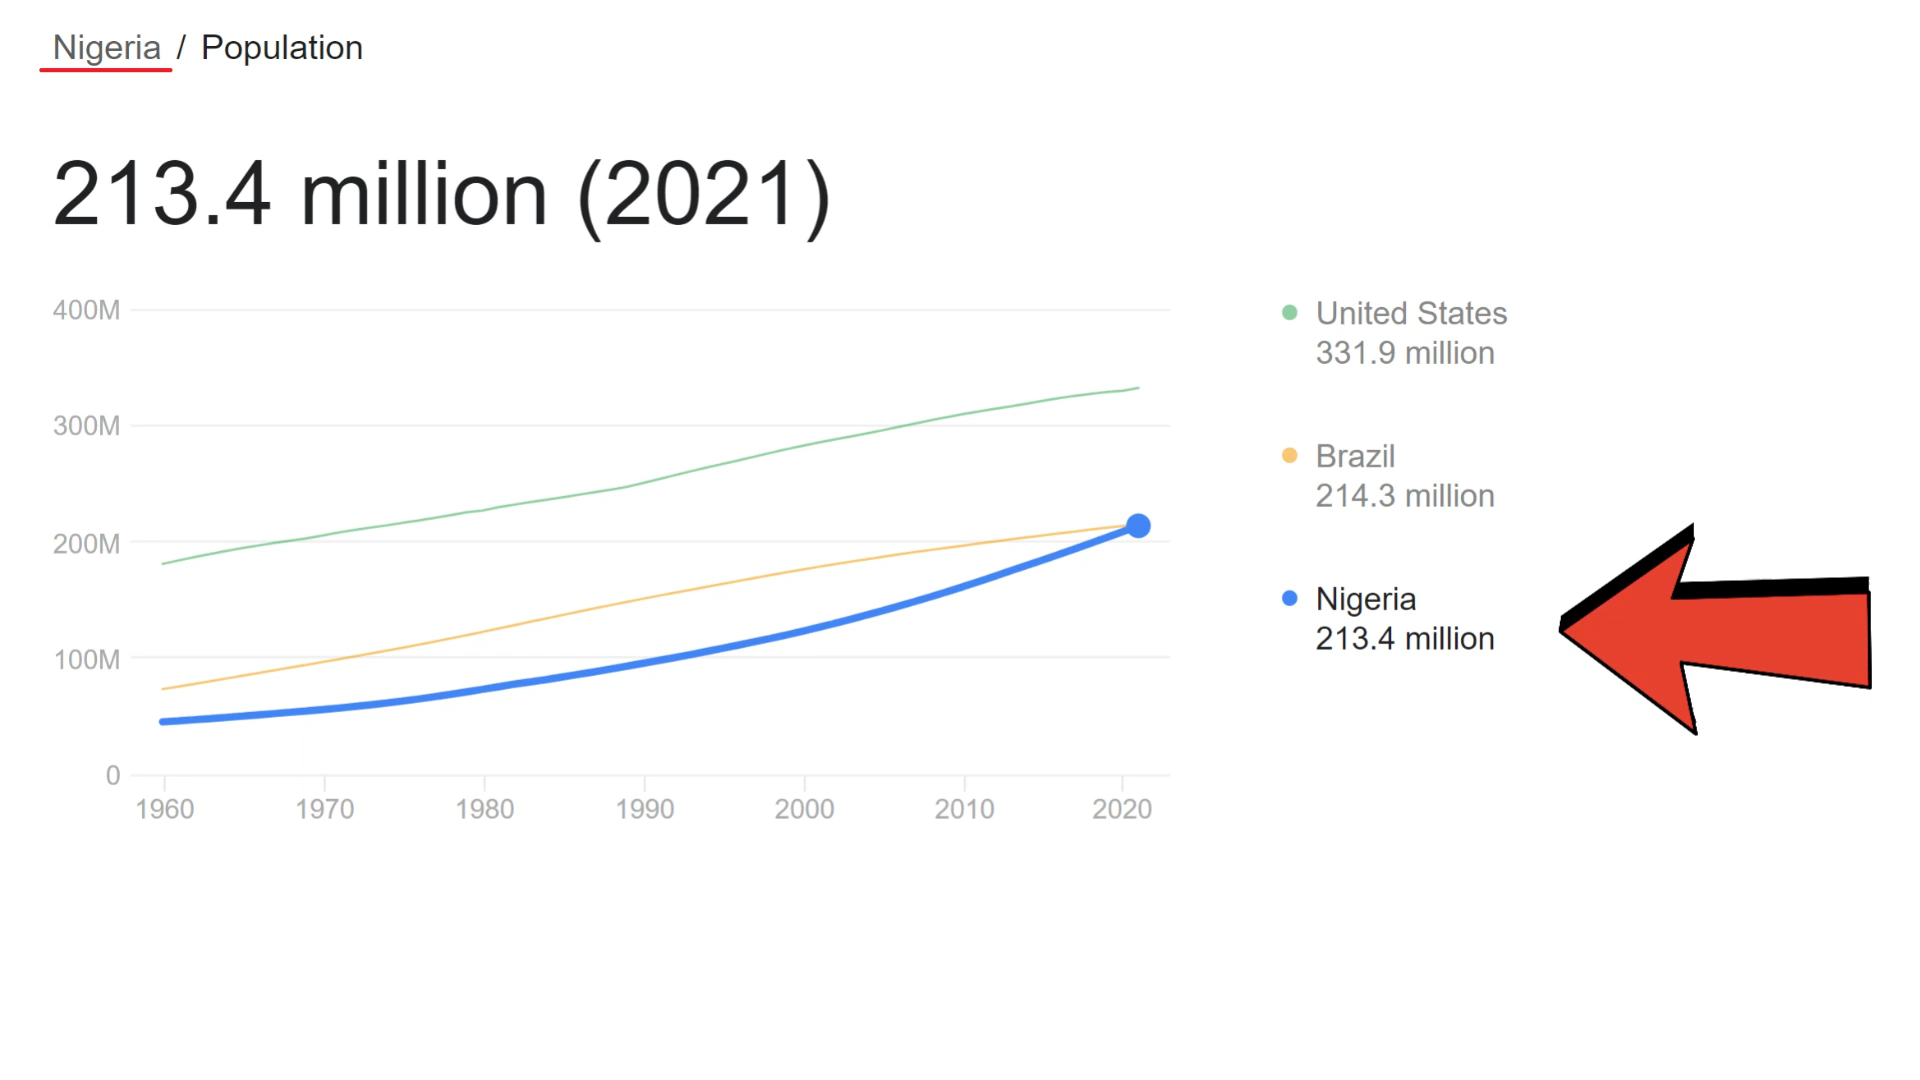 Nigeria / Population
213.4 million (2021)
400M
300M
200M
100M
0
1960 1970 1980 1990 2000 2010 2020
United States
331.9 million
Brazil
214.3 million
Nigeria
213.4 million